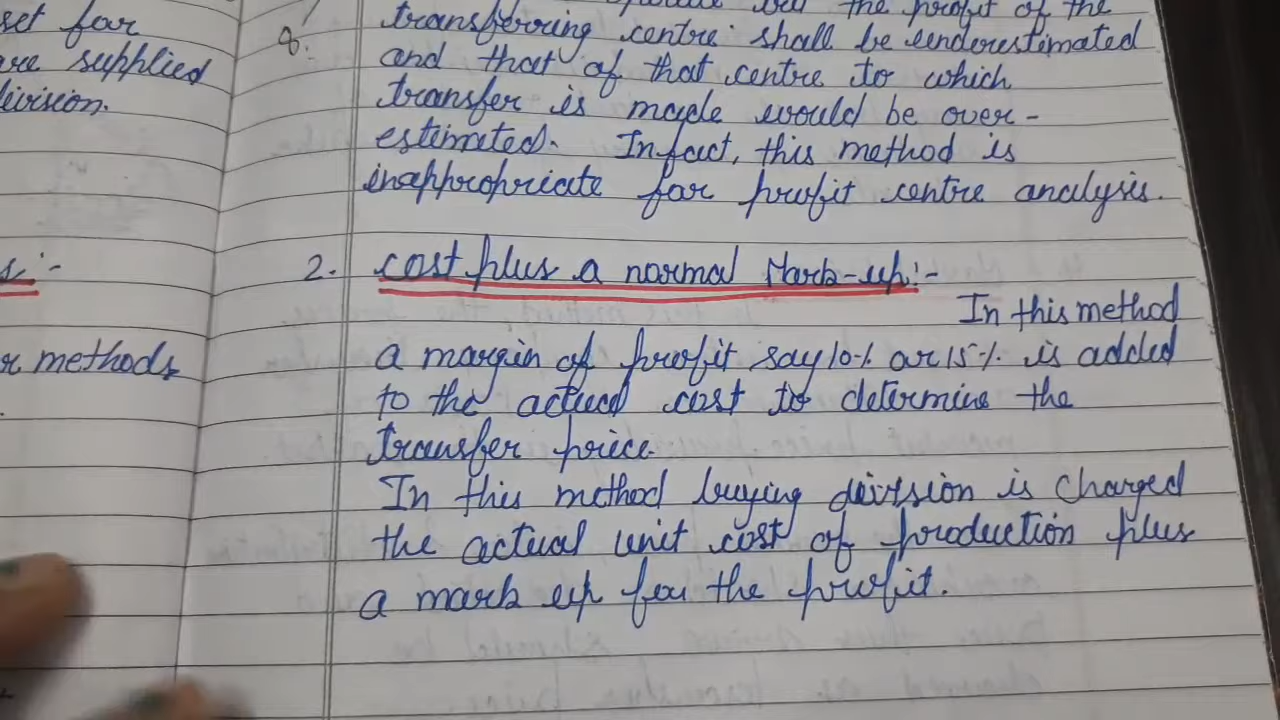 set for
are supplied
division.
s:-
r methods
the profit of the
8. transferring centre shall be underestimated
and that of that centre to which
transfer is made would be over-
estimated. Infact, this method is
inappropriate for profit centre analysis.
2. cost plus a normal Mark-up:-
In this method
a margin of profit say 10% or 15% is added
to the actual cost to determine the
transfer price.
In this method buying division is charged
the actual unit cost of production plus
a mark up for the profit.